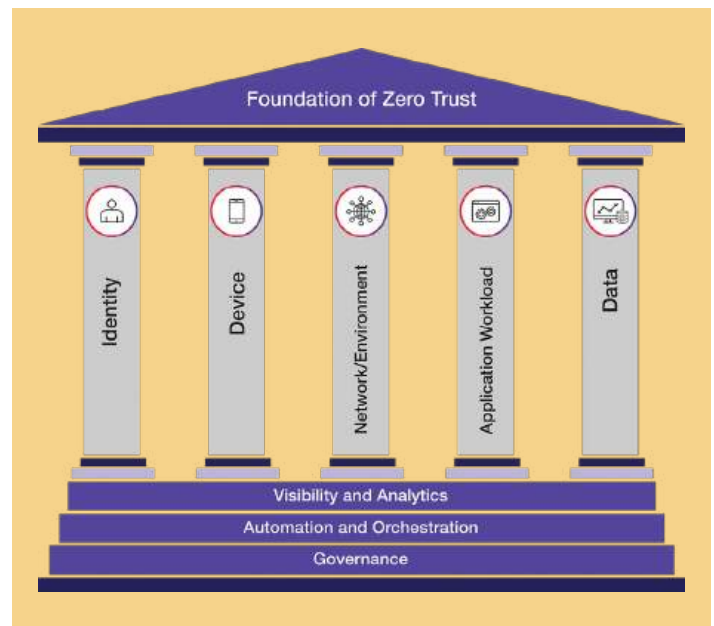 Foundation of Zero Trust
Identity
Device
Network/Environment
Application Workload
Data
Visibility and Analytics
Automation and Orchestration
Governance